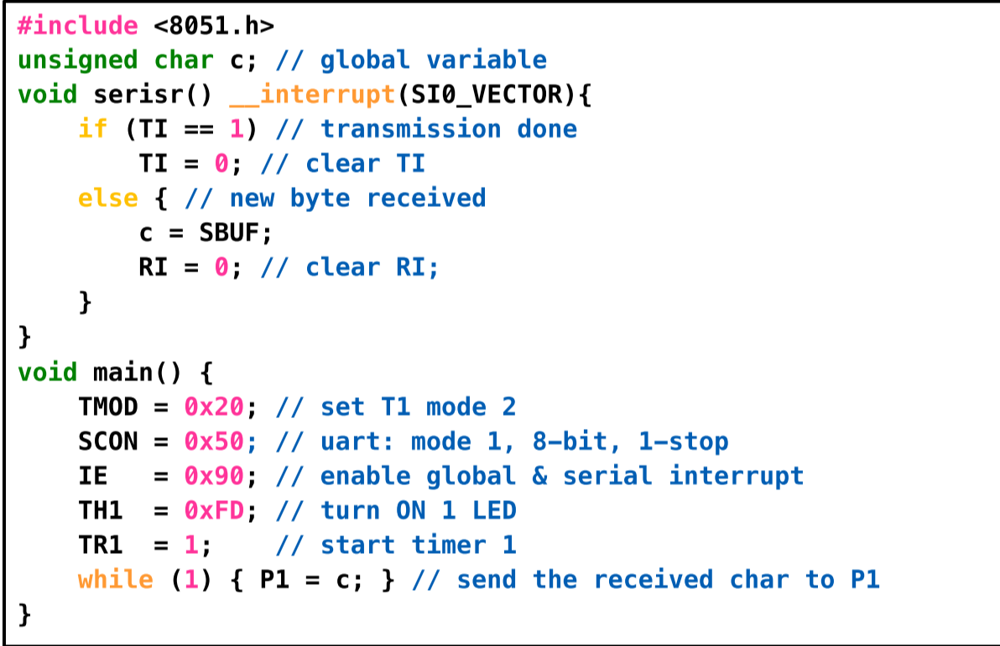 #include <8051.h>
unsigned char c; // global variable
void serisr() __interrupt(SI0_VECTOR){
    if (TI == 1) // transmission done
        TI = 0; // clear TI
    else { // new byte received
        c = SBUF;
        RI = 0; // clear RI;
    }
}
void main() {
    TMOD = 0x20; // set T1 mode 2
    SCON = 0x50; // uart: mode 1, 8-bit, 1-stop
    IE   = 0x90; // enable global & serial interrupt
    TH1  = 0xFD; // turn ON 1 LED
    TR1  = 1;    // start timer 1
    while (1) { P1 = c; } // send the received char to P1
}